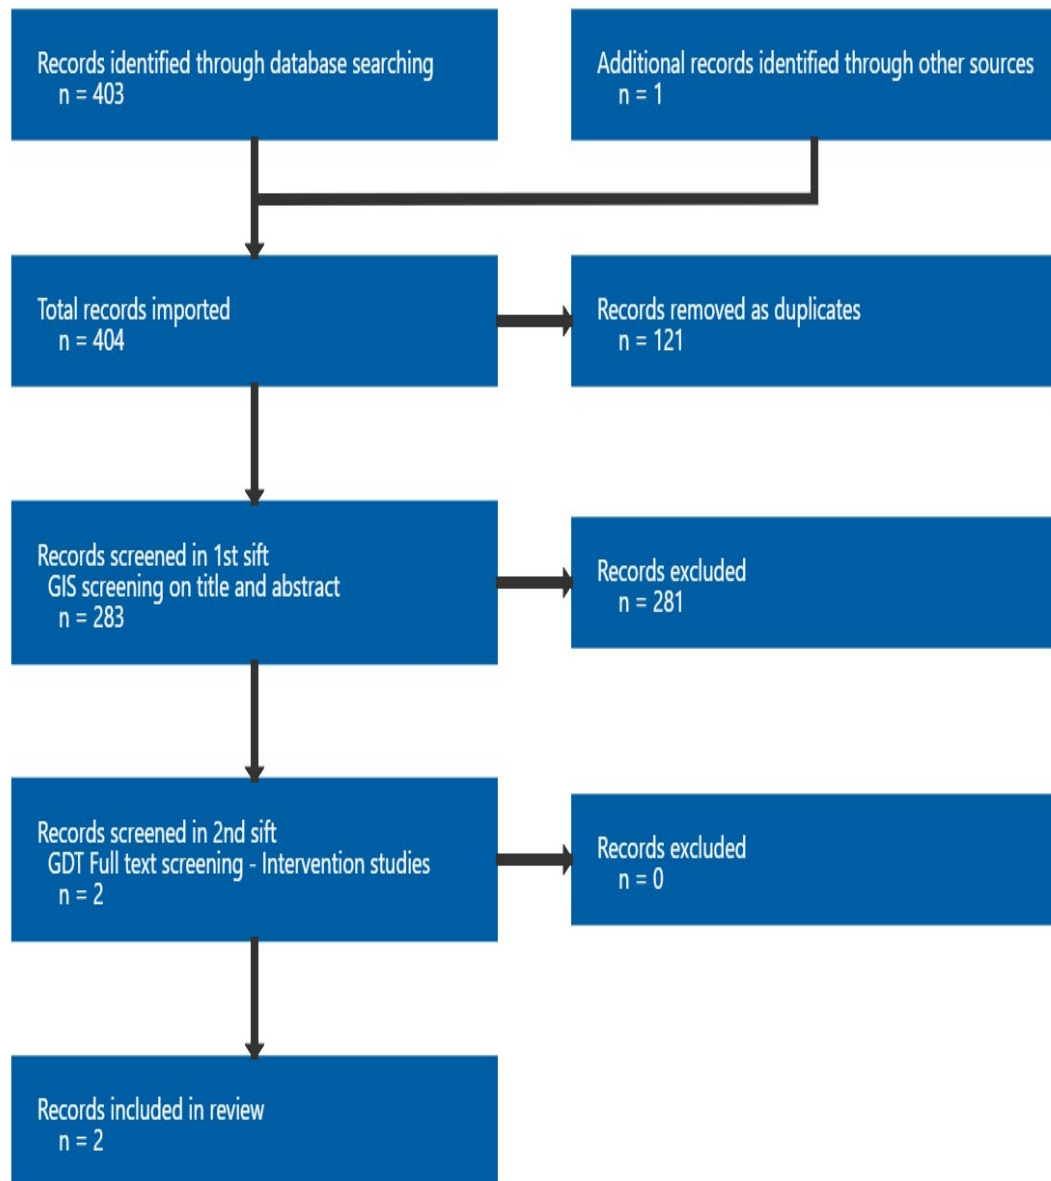 Records identified through database searching
n = 403
Additional records identified through other sources
n = 1
Total records imported
n = 404
Records removed as duplicates
n = 121
Records screened in 1st sift
GIS screening on title and abstract
n = 283
Records excluded
n = 281
Records screened in 2nd sift
GDT Full text screening - Intervention studies
n = 2
Records excluded
n = 0
Records included in review
n = 2